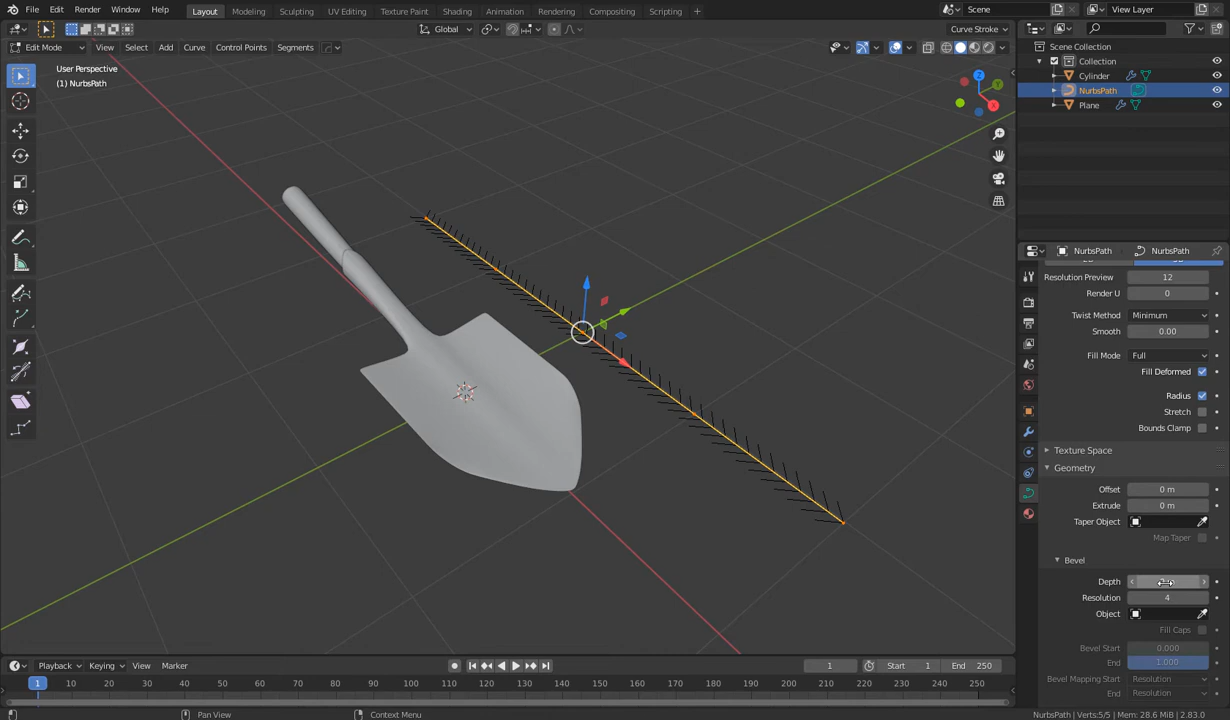 File Edit Render Window Help Layout Modeling Sculpting UV Editing Texture Paint Shading Animation Rendering Compositing Scripting Scene View Layer
Global Curve Stroke
Edit Mode View Select Add Curve Control Points Segments
User Perspective
(1) NurbsPath
Z
Y
X
Scene Collection
Collection
Cylinder
NurbsPath
Plane
NurbsPath NurbsPath
Resolution Preview 12
Render U 0
Twist Method Minimum
Smooth 0.00
Fill Mode Full
Fill Deformed
Radius
Stretch
Bounds Clamp
Texture Space
Geometry
Offset 0 m
Extrude 0 m
Taper Object
Map Taper
Bevel
Depth
Resolution 4
Object
Fill Caps
Bevel Start 0.000
End 1.000
Bevel Mapping Start Resolution
End Resolution
Playback Keying View Marker 1 Start 1 End 250
1 10 20 30 40 50 60 70 80 90 100 110 120 130 140 150 160 170 180 190 200 210 220 230 240 250
Pan View Context Menu NurbsPath | Verts:5/5 | Mem: 28.6 MiB | 2.83.0